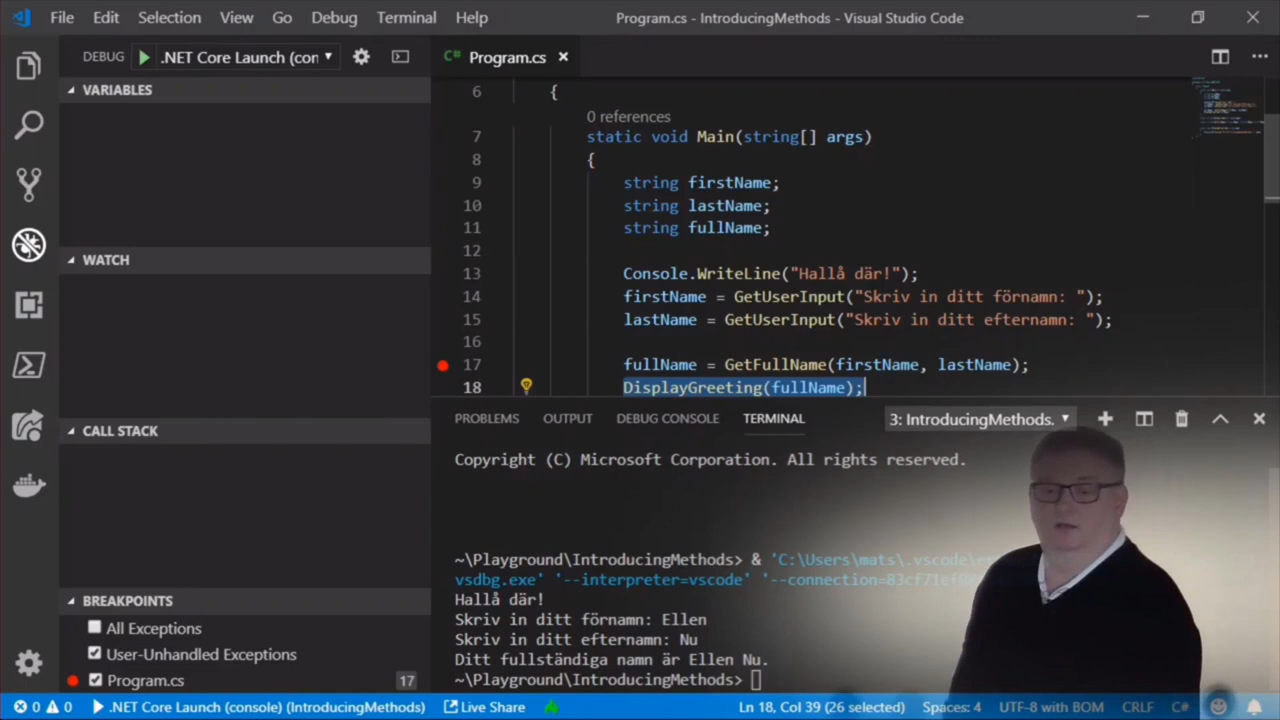 File Edit Selection View Go Debug Terminal Help
Program.cs - IntroducingMethods - Visual Studio Code
DEBUG .NET Core Launch (con
C# Program.cs
VARIABLES
WATCH
CALL STACK
BREAKPOINTS
All Exceptions
User-Unhandled Exceptions
Program.cs 17
6 {
0 references
7 static void Main(string[] args)
8 {
9 string firstName;
10 string lastName;
11 string fullName;
12
13 Console.WriteLine("Hallå där!");
14 firstName = GetUserInput("Skriv in ditt förnamn: ");
15 lastName = GetUserInput("Skriv in ditt efternamn: ");
16
17 fullName = GetFullName(firstName, lastName);
18 DisplayGreeting(fullName);
PROBLEMS OUTPUT DEBUG CONSOLE TERMINAL 3: IntroducingMethods.
Copyright (C) Microsoft Corporation. All rights reserved.
~\Playground\IntroducingMethods> & 'C:\Users\mats\.vscode\
vsdbg.exe' '--interpreter=vscode' '--connection=83cf71ef
Hallå där!
Skriv in ditt förnamn: Ellen
Skriv in ditt efternamn: Nu
Ditt fullständiga namn är Ellen Nu.
~\Playground\IntroducingMethods>
0 0 .NET Core Launch (console) (IntroducingMethods) Live Share Ln 18, Col 39 (26 selected) Spaces: 4 UTF-8 with BOM CRLF C#